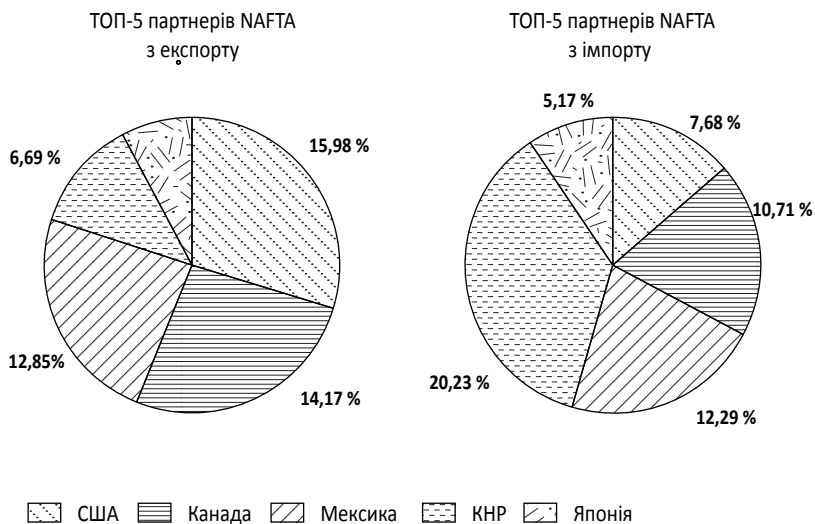 ТОП-5 партнерів NAFTA
з експорту
15,98 %
14,17 %
12,85%
6,69 %
ТОП-5 партнерів NAFTA
з імпорту
7,68 %
10,71 %
12,29 %
20,23 %
5,17 %
США Канада Мексика КНР Японія